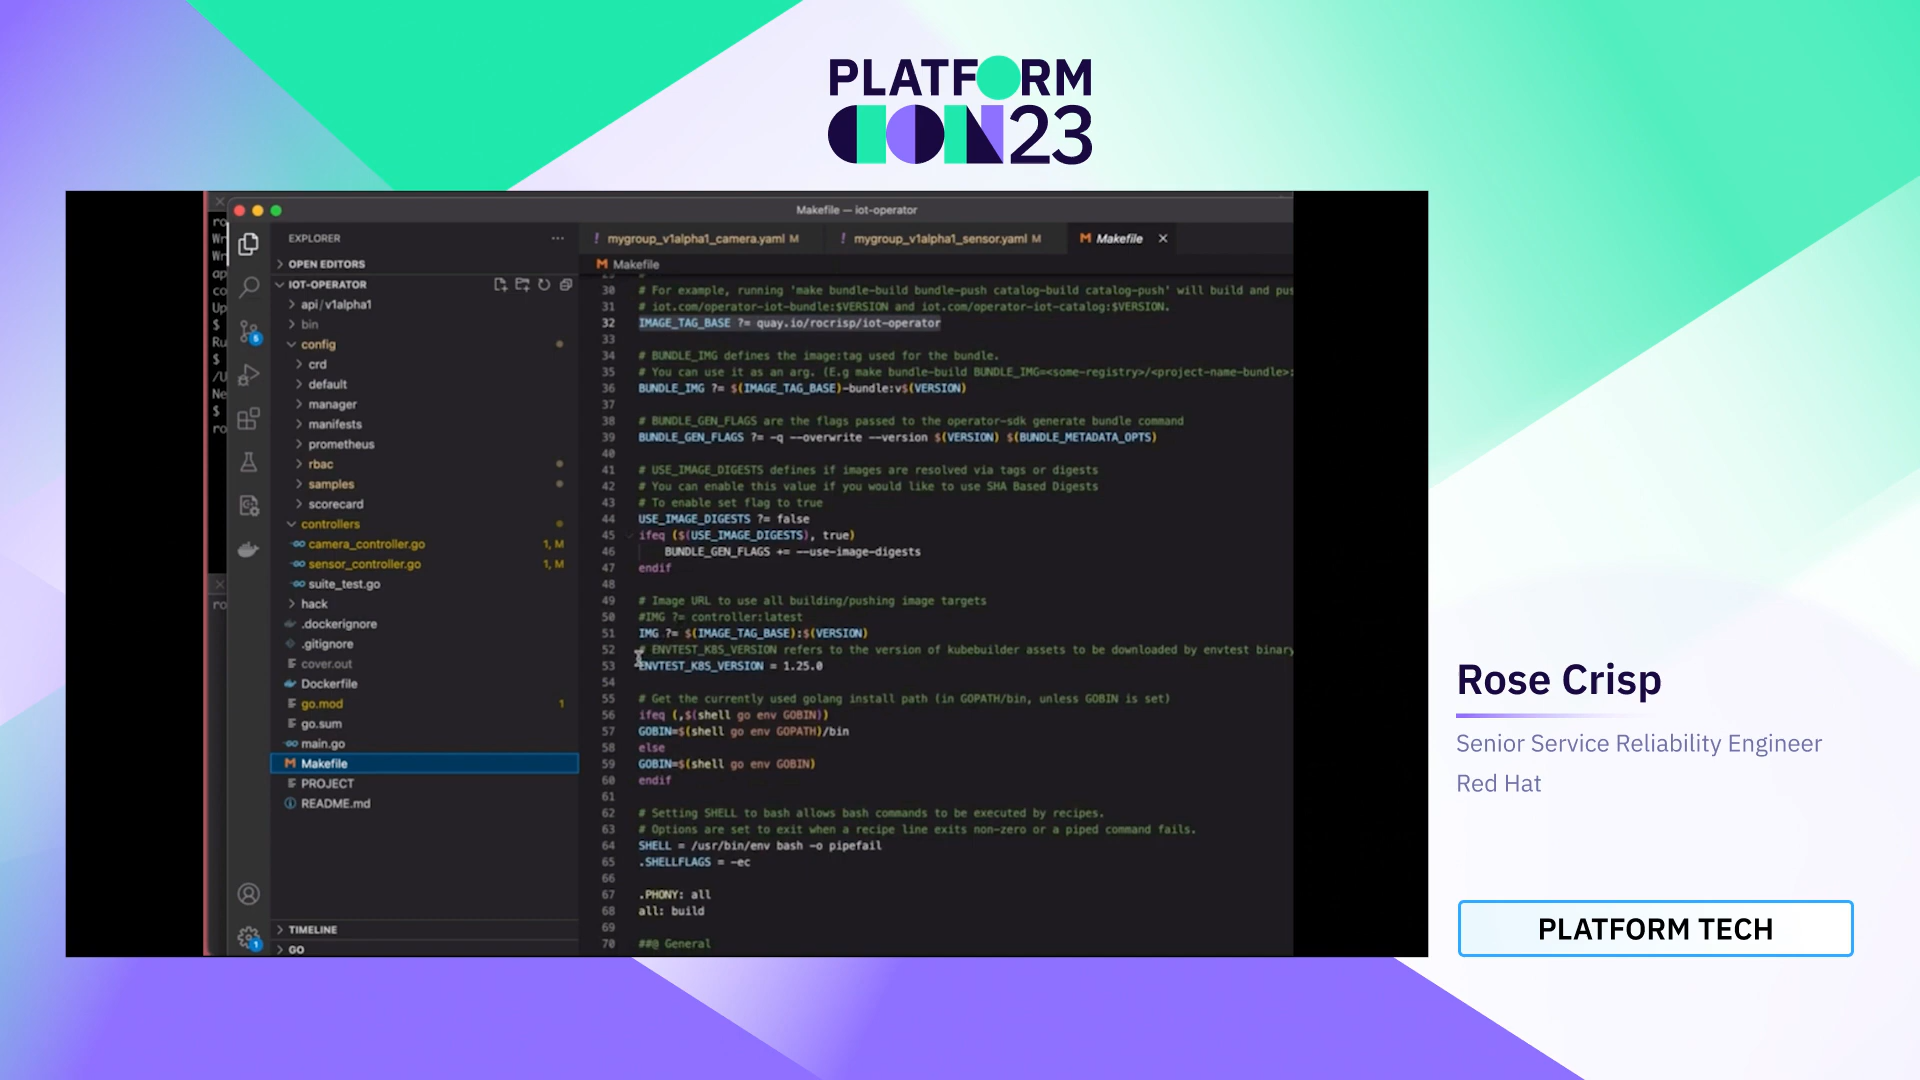 PLATFORM
CON23
Makefile — iot-operator
EXPLORER
mygroup_v1alpha1_camera.yaml M
mygroup_v1alpha1_sensor.yaml M
Makefile
OPEN EDITORS
Makefile
IOT-OPERATOR
api/v1alpha1
bin
config
crd
default
manager
manifests
prometheus
rbac
samples
scorecard
controllers
camera_controller.go 1, M
sensor_controller.go 1, M
suite_test.go
hack
.dockerignore
.gitignore
cover.out
Dockerfile
go.mod 1
go.sum
main.go
Makefile
PROJECT
README.md
TIMELINE
GO
30 # For example, running 'make bundle-build bundle-push catalog-build catalog-push' will build and pus
31 # iot.com/operator-iot-bundle:$VERSION and iot.com/operator-iot-catalog:$VERSION.
32 IMAGE_TAG_BASE ?= quay.io/rocrisp/iot-operator
33
34 # BUNDLE_IMG defines the image:tag used for the bundle.
35 # You can use it as an arg. (E.g make bundle-build BUNDLE_IMG=<some-registry>/<project-name-bundle>:
36 BUNDLE_IMG ?= $(IMAGE_TAG_BASE)-bundle:v$(VERSION)
37
38 # BUNDLE_GEN_FLAGS are the flags passed to the operator-sdk generate bundle command
39 BUNDLE_GEN_FLAGS ?= -q --overwrite --version $(VERSION) $(BUNDLE_METADATA_OPTS)
40
41 # USE_IMAGE_DIGESTS defines if images are resolved via tags or digests
42 # You can enable this value if you would like to use SHA Based Digests
43 # To enable set flag to true
44 USE_IMAGE_DIGESTS ?= false
45 ifeq ($(USE_IMAGE_DIGESTS), true)
46 BUNDLE_GEN_FLAGS += --use-image-digests
47 endif
48
49 # Image URL to use all building/pushing image targets
50 #IMG ?= controller:latest
51 IMG ?= $(IMAGE_TAG_BASE):$(VERSION)
52 # ENVTEST_K8S_VERSION refers to the version of kubebuilder assets to be downloaded by envtest binary
53 ENVTEST_K8S_VERSION = 1.25.0
54
55 # Get the currently used golang install path (in GOPATH/bin, unless GOBIN is set)
56 ifeq (,$(shell go env GOBIN))
57 GOBIN=$(shell go env GOPATH)/bin
58 else
59 GOBIN=$(shell go env GOBIN)
60 endif
61
62 # Setting SHELL to bash allows bash commands to be executed by recipes.
63 # Options are set to exit when a recipe line exits non-zero or a piped command fails.
64 SHELL = /usr/bin/env bash -o pipefail
65 .SHELLFLAGS = -ec
66
67 .PHONY: all
68 all: build
69
70 ##@ General
Rose Crisp
Senior Service Reliability Engineer
Red Hat
PLATFORM TECH